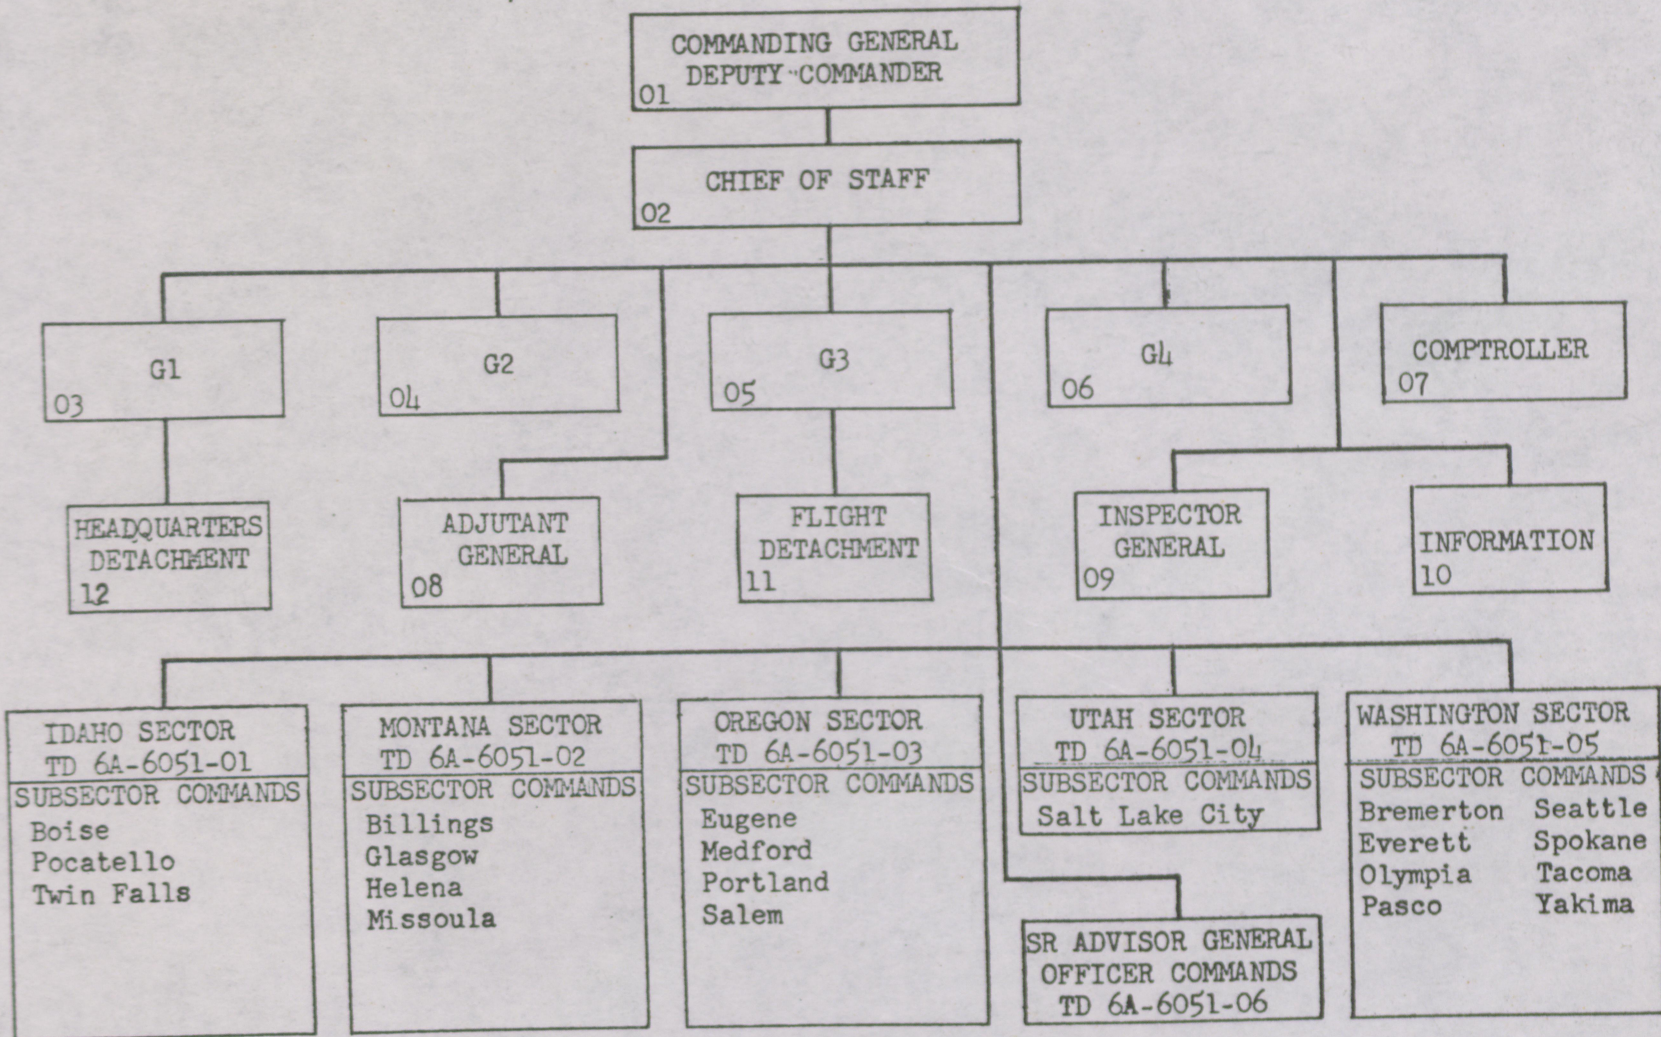 COMMANDING GENERAL
DEPUTY COMMANDER
01
CHIEF OF STAFF
02
G1
03
G2
04
G3
05
G4
06
COMPTROLLER
07
HEADQUARTERS
DETACHMENT
12
ADJUTANT
GENERAL
08
FLIGHT
DETACHMENT
11
INSPECTOR
GENERAL
09
INFORMATION
10
IDAHO SECTOR
TD 6A-6051-01
SUBSECTOR COMMANDS
Boise
Pocatello
Twin Falls
MONTANA SECTOR
TD 6A-6051-02
SUBSECTOR COMMANDS
Billings
Glasgow
Helena
Missoula
OREGON SECTOR
TD 6A-6051-03
SUBSECTOR COMMANDS
Eugene
Medford
Portland
Salem
UTAH SECTOR
TD 6A-6051-04
SUBSECTOR COMMANDS
Salt Lake City
SR ADVISOR GENERAL
OFFICER COMMANDS
TD 6A-6051-06
WASHINGTON SECTOR
TD 6A-6051-05
SUBSECTOR COMMANDS
Bremerton Seattle
Everett Spokane
Olympia Tacoma
Pasco Yakima